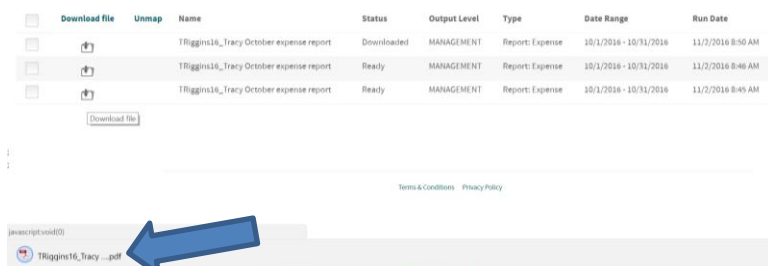 Download file Unmap Name Status Output Level Type Date Range Run Date
TRiggins16_Tracy October expense report Downloaded MANAGEMENT Report: Expense 10/1/2016 - 10/31/2016 11/2/2016 8:50 AM
TRiggins16_Tracy October expense report Ready MANAGEMENT Report: Expense 10/1/2016 - 10/31/2016 11/2/2016 8:46 AM
TRiggins16_Tracy October expense report Ready MANAGEMENT Report: Expense 10/1/2016 - 10/31/2016 11/2/2016 8:45 AM
Download file
Terms & Conditions Privacy Policy
javascript:void(0)
TRiggins16_Tracy ....pdf